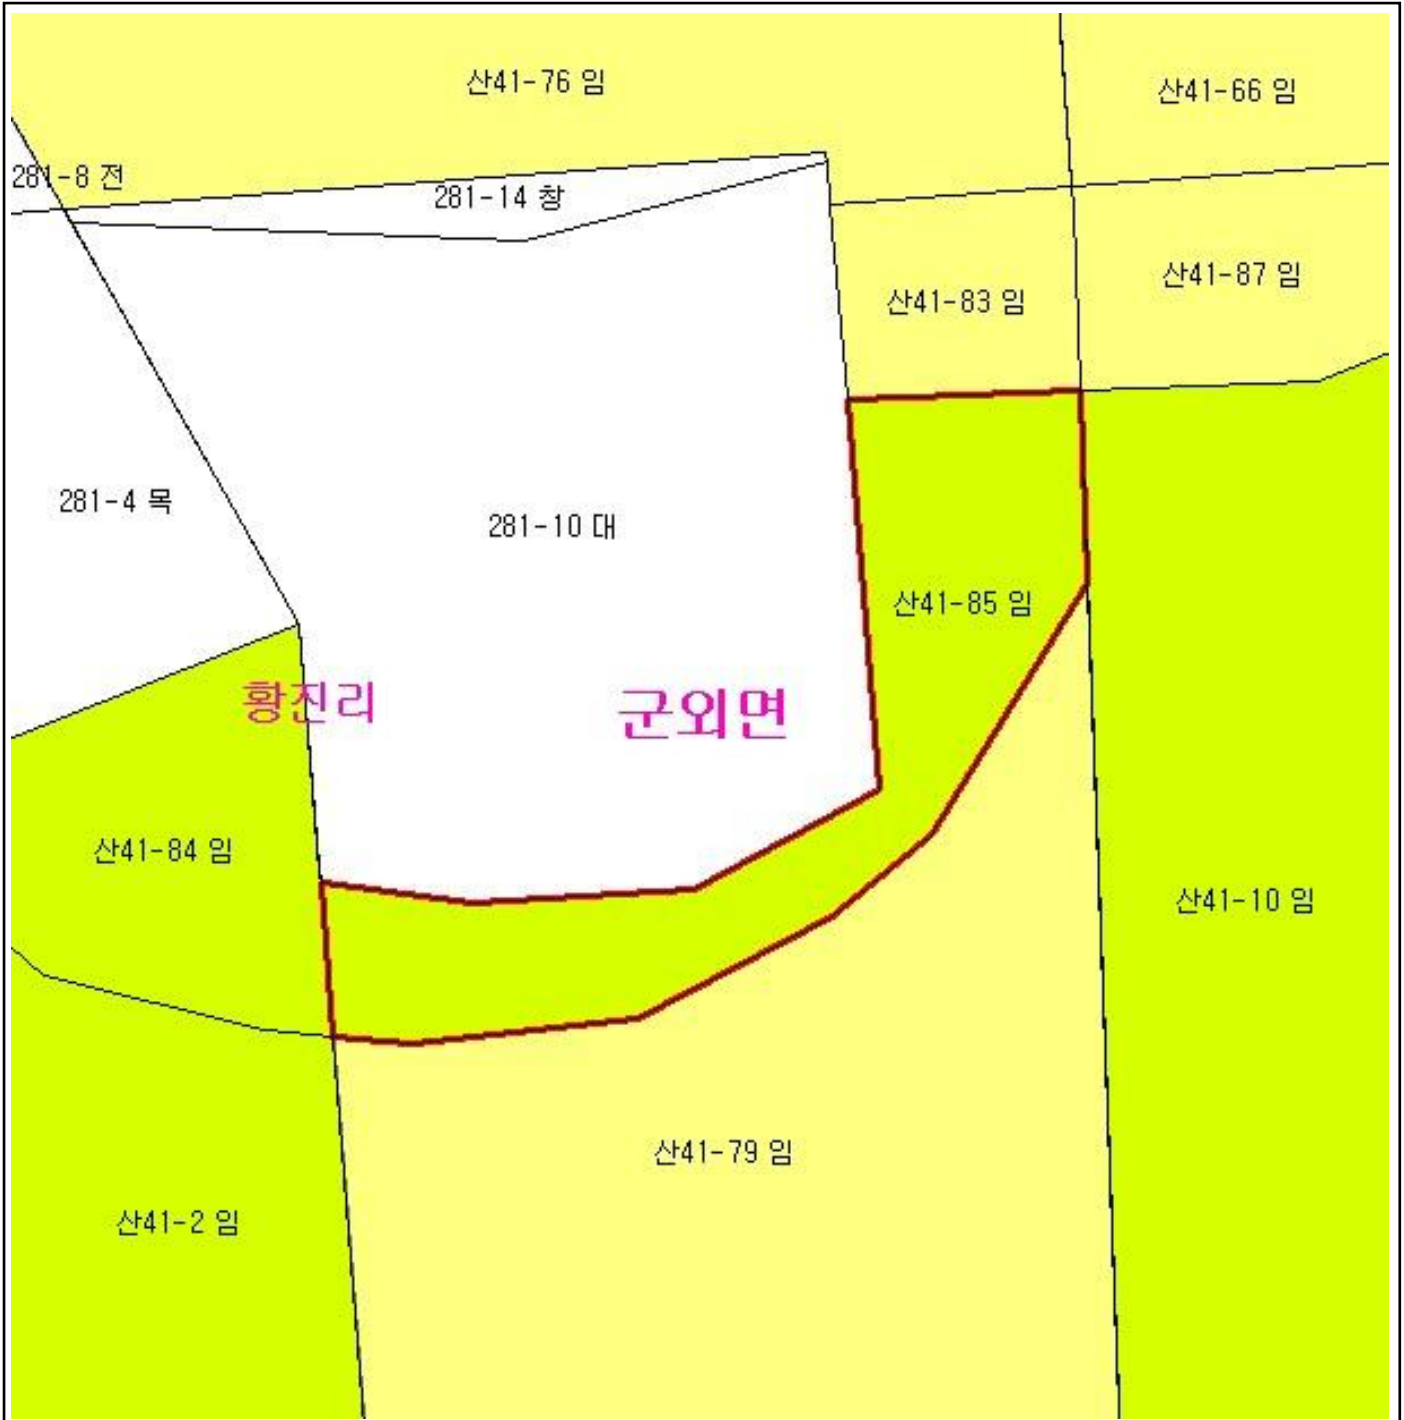 산41-76 임
산41-66 임
281-8 전
281-14 창
산41-83 임
산41-87 임
281-4 목
281-10 대
산41-85 임
황진리
군외면
산41-84 임
산41-10 임
산41-79 임
산41-2 임